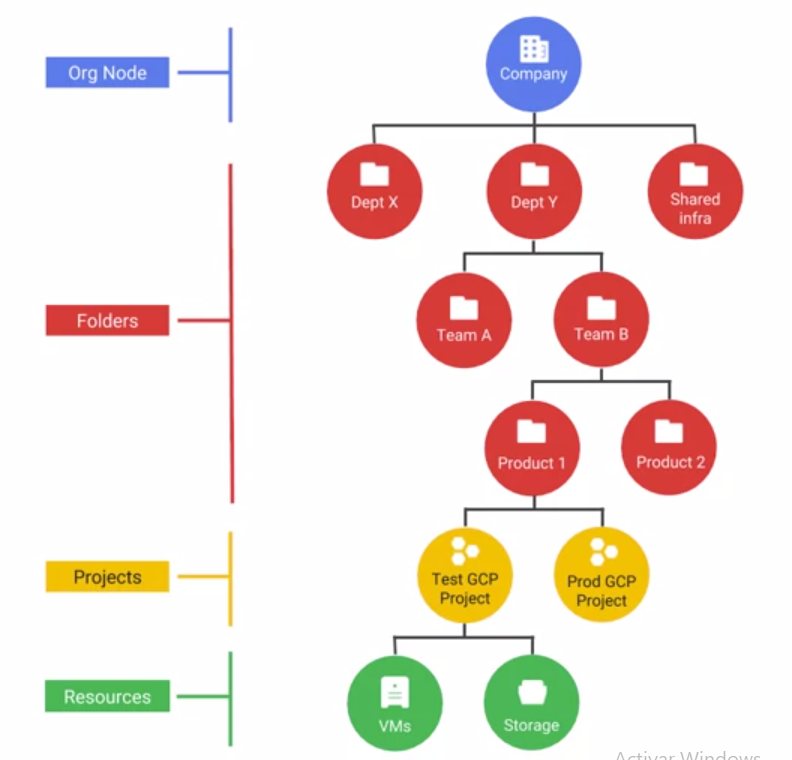 Org Node
Company
Dept X
Dept Y
Shared
infra
Folders
Team A
Team B
Product 1
Product 2
Projects
Test GCP
Project
Prod GCP
Project
Resources
VMs
Storage
Activar Windows